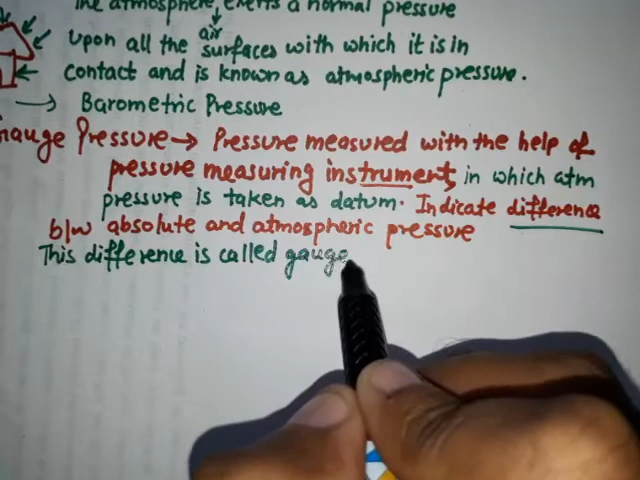 The atmosphere, exerts a normal pressure
air
Upon all the surfaces with which it is in
contact and is known as atmospheric pressure.
→ Barometric Pressure
Gauge Pressure → Pressure measured with the help of
pressure measuring instrument, in which atm
pressure is taken as datum. Indicate difference
b/w absolute and atmospheric pressure
This difference is called gauge